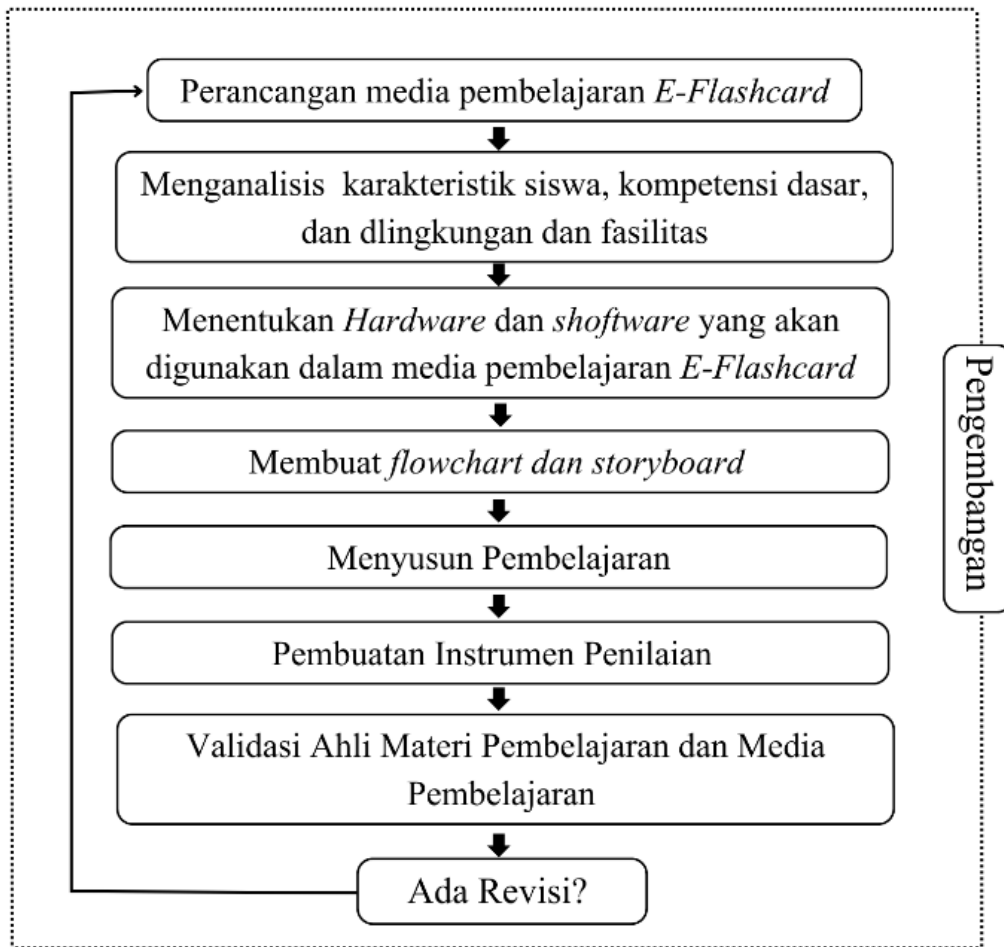 Perancangan media pembelajaran E-Flashcard
Menganalisis karakteristik siswa, kompetensi dasar,
dan dlingkungan dan fasilitas
Menentukan Hardware dan shoftware yang akan
digunakan dalam media pembelajaran E-Flashcard
Membuat flowchart dan storyboard
Menyusun Pembelajaran
Pembuatan Instrumen Penilaian
Validasi Ahli Materi Pembelajaran dan Media
Pembelajaran
Ada Revisi?
Pengembangan